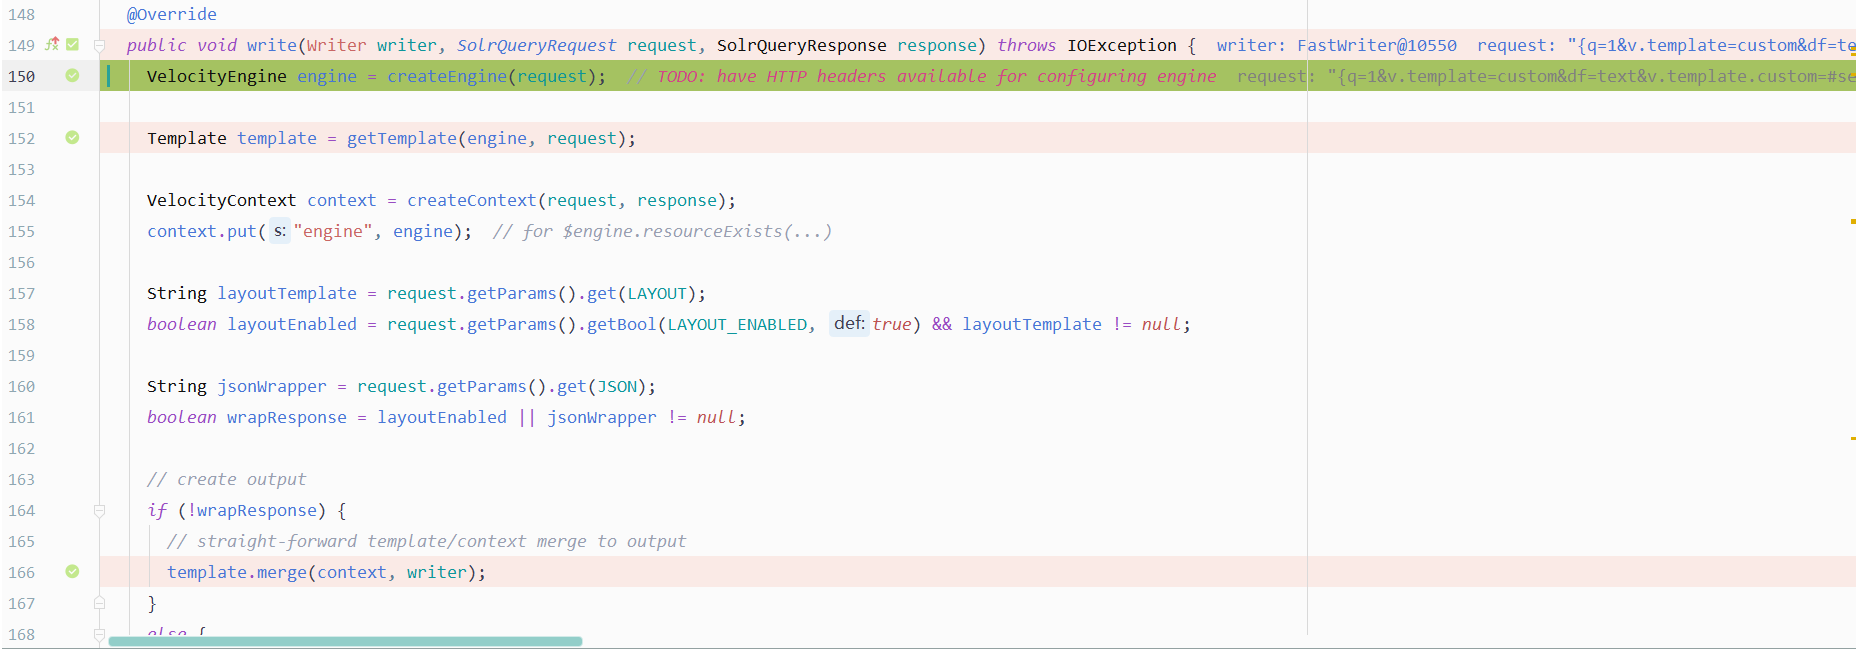 148 @Override
149 public void write(Writer writer, SolrQueryRequest request, SolrQueryResponse response) throws IOException { writer: FastWriter@10550 request: "{q=1&v.template=custom&df=te
150 VelocityEngine engine = createEngine(request); // TODO: have HTTP headers available for configuring engine request: "{q=1&v.template=custom&df=text&v.template.custom=#se
151
152 Template template = getTemplate(engine, request);
153
154 VelocityContext context = createContext(request, response);
155 context.put( s: "engine", engine); // for $engine.resourceExists(...)
156
157 String layoutTemplate = request.getParams().get(LAYOUT);
158 boolean layoutEnabled = request.getParams().getBool(LAYOUT_ENABLED, def: true) && layoutTemplate != null;
159
160 String jsonWrapper = request.getParams().get(JSON);
161 boolean wrapResponse = layoutEnabled || jsonWrapper != null;
162
163 // create output
164 if (!wrapResponse) {
165 // straight-forward template/context merge to output
166 template.merge(context, writer);
167 }
168 else {